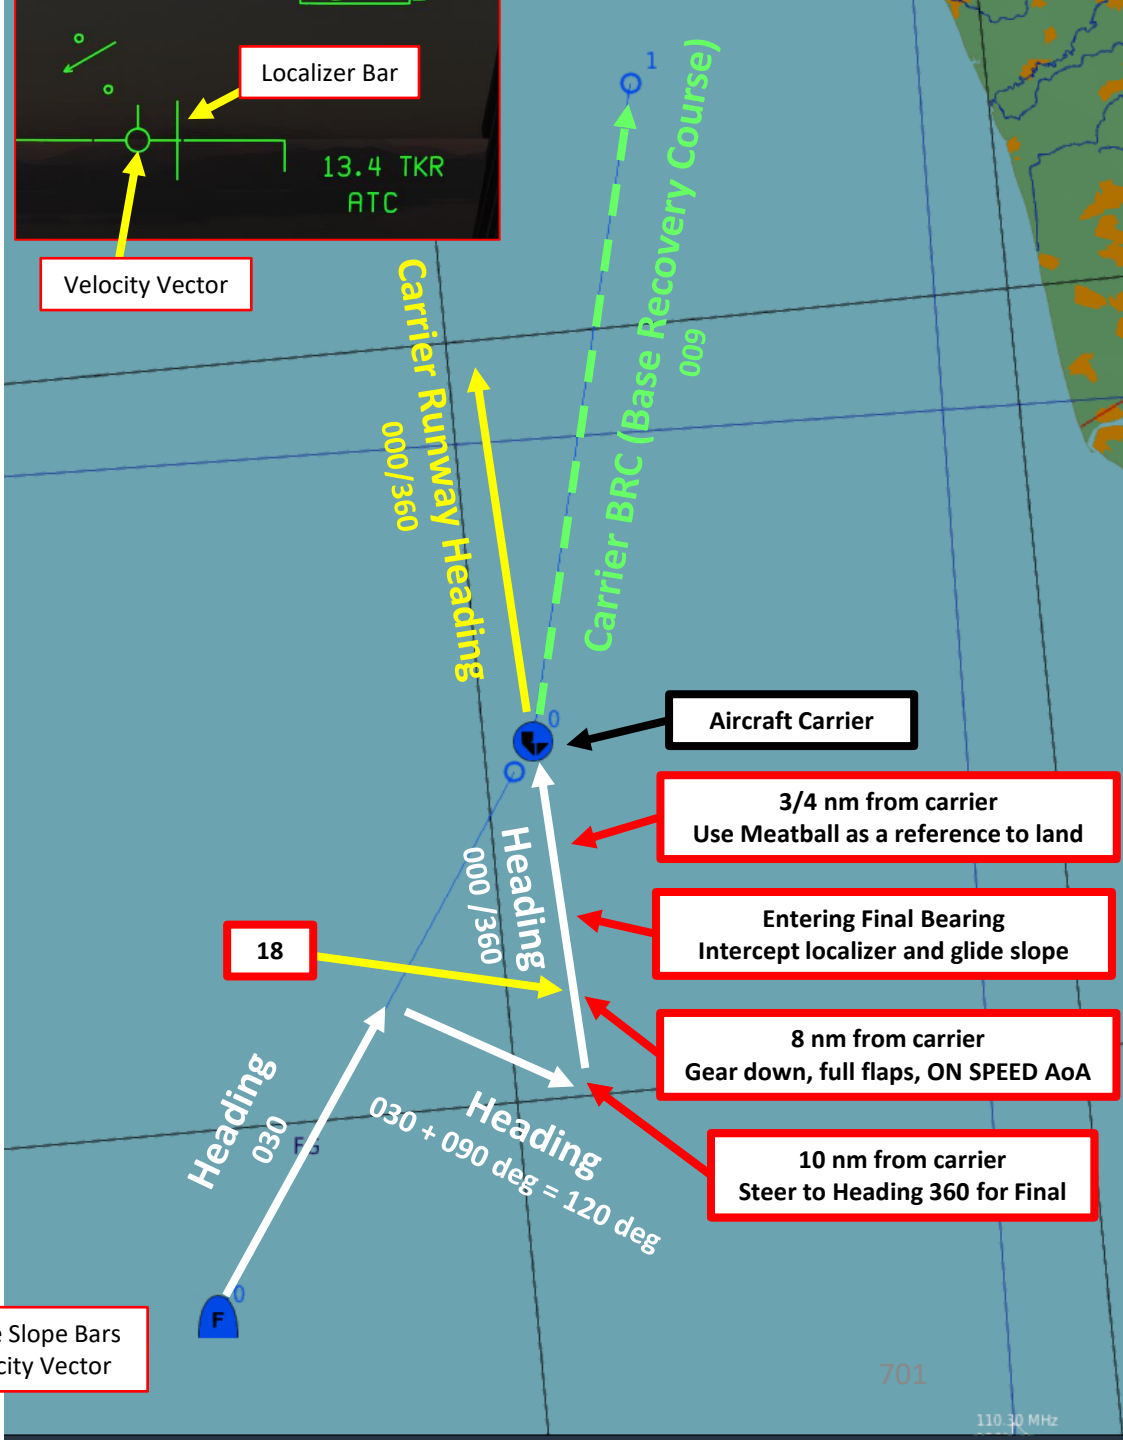 Localizer Bar
13.4 TKR
ATC
Velocity Vector
1
Carrier BRC (Base Recovery Course)
009
Carrier Runway Heading
000/360
0
Aircraft Carrier
3/4 nm from carrier
Use Meatball as a reference to land
Heading
000 /360
Entering Final Bearing
Intercept localizer and glide slope
18
8 nm from carrier
Gear down, full flaps, ON SPEED AoA
Heading
030
Heading
030 + 090 deg = 120 deg
10 nm from carrier
Steer to Heading 360 for Final
0
F
Slope Bars
city Vector
701
110.30 MHz